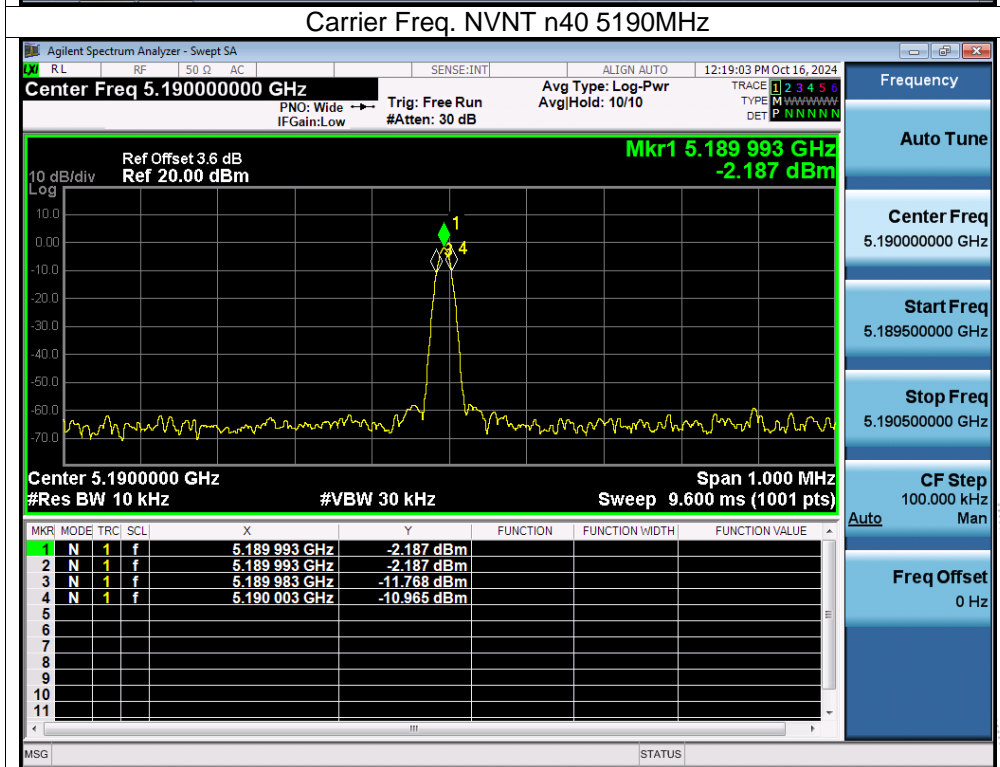 Carrier Freq. NVNT n40 5190MHz
Agilent Spectrum Analyzer - Swept SA
LXI RL RF 50 Ω AC SENSE:INT ALIGN AUTO 12:19:03 PM Oct 16, 2024
Center Freq 5.190000000 GHz
PNO: Wide
IFGain:Low
Trig: Free Run
#Atten: 30 dB
Avg Type: Log-Pwr
Avg|Hold: 10/10
TRACE 1 2 3 4 5 6
TYPE M WWWWW
DET P N N N N N
Mkr1 5.189 993 GHz
-2.187 dBm
Ref Offset 3.6 dB
10 dB/div Ref 20.00 dBm
Log
10.0
0.00
-10.0
-20.0
-30.0
-40.0
-50.0
-60.0
-70.0
1
3 4
Center 5.1900000 GHz Span 1.000 MHz
#Res BW 10 kHz #VBW 30 kHz Sweep 9.600 ms (1001 pts)
MKR MODE TRC SCL X Y FUNCTION FUNCTION WIDTH FUNCTION VALUE
1 N 1 f 5.189 993 GHz -2.187 dBm
2 N 1 f 5.189 993 GHz -2.187 dBm
3 N 1 f 5.189 983 GHz -11.768 dBm
4 N 1 f 5.190 003 GHz -10.965 dBm
5
6
7
8
9
10
11
MSG STATUS
Frequency
Auto Tune
Center Freq
5.190000000 GHz
Start Freq
5.189500000 GHz
Stop Freq
5.190500000 GHz
CF Step
100.000 kHz
Auto Man
Freq Offset
0 Hz